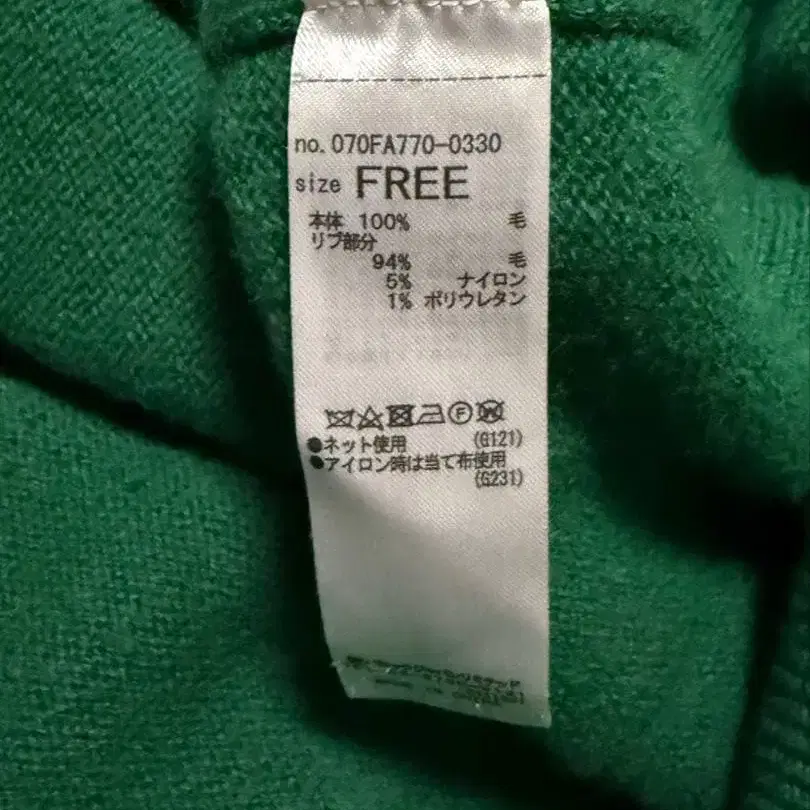 no. 070FA770-0330
size FREE
本体 100% 毛
リブ部分
94% 毛
5% ナイロン
1% ポリウレタン
●ネット使用 (G121)
●アイロン時は当て布使用
(G231)